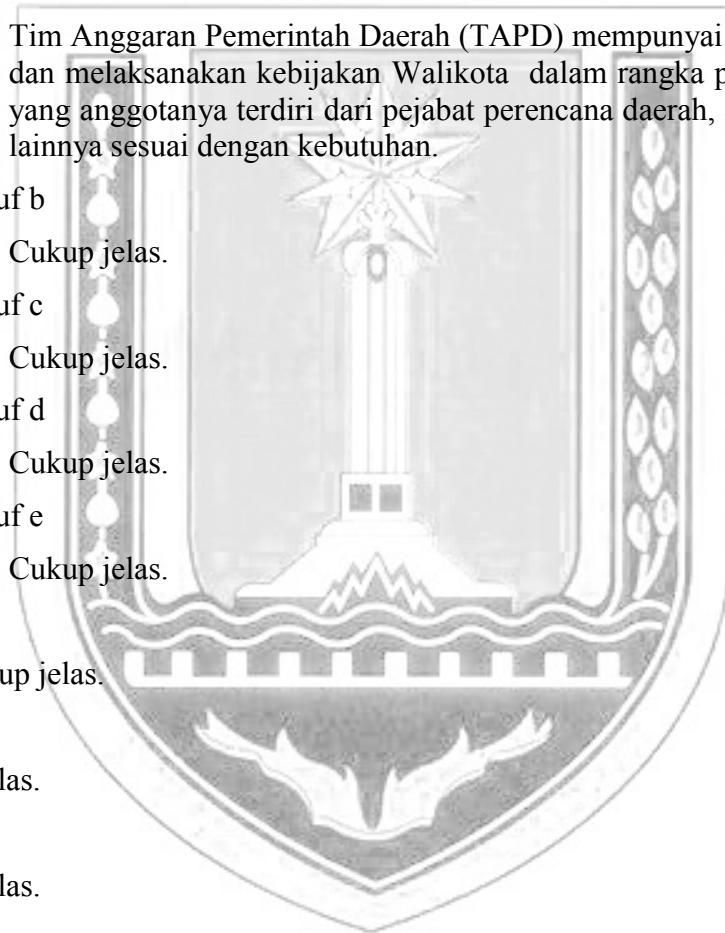 Tim Anggaran Pemerintah Daerah (TAPD) mempunyai
dan melaksanakan kebijakan Walikota dalam rangka p
yang anggotanya terdiri dari pejabat perencana daerah,
lainnya sesuai dengan kebutuhan.
uf b
Cukup jelas.
uf c
Cukup jelas.
uf d
Cukup jelas.
uf e
Cukup jelas.
up jelas.
las.
las.